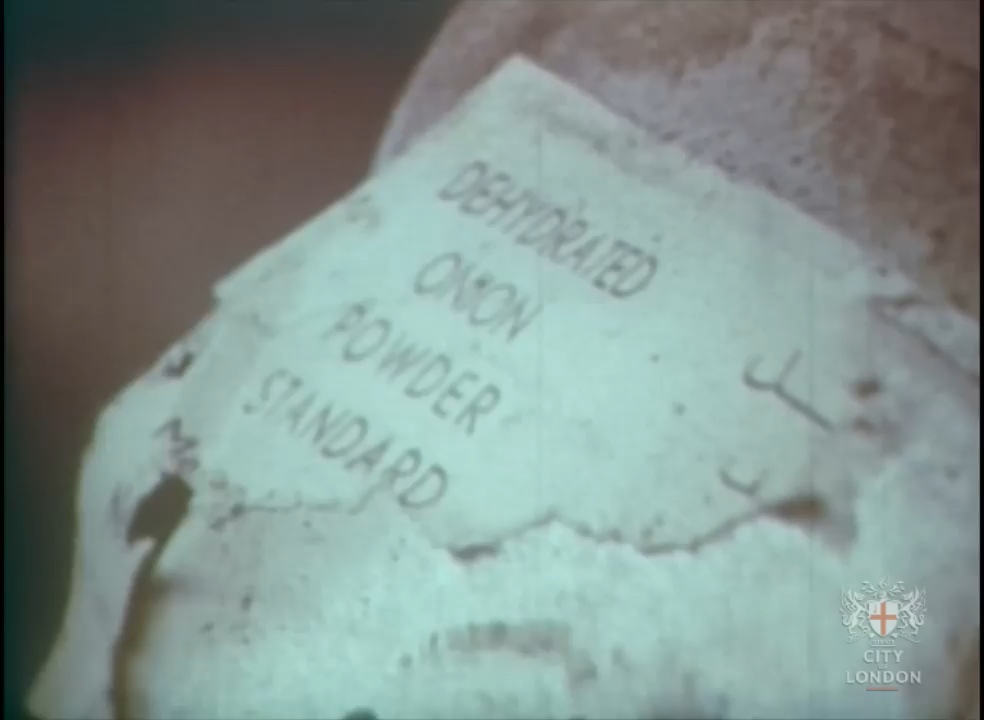 DEHYDRATED
ONION
POWDER
STANDARD
CITY
LONDON